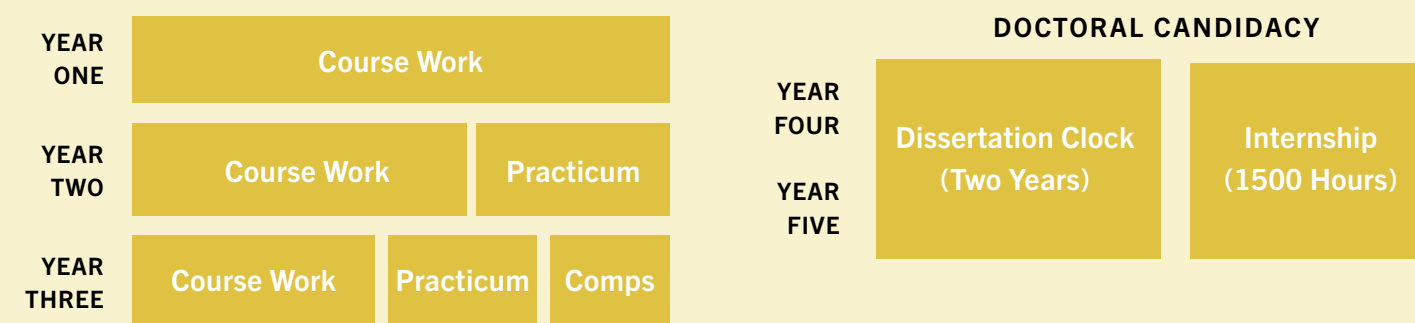 YEAR
ONE
Course Work
YEAR
TWO
Course Work
Practicum
YEAR
THREE
Course Work
Practicum
Comps
DOCTORAL CANDIDACY
YEAR
FOUR
YEAR
FIVE
Dissertation Clock
(Two Years)
Internship
(1500 Hours)